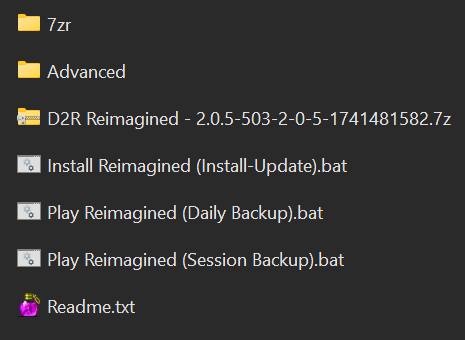 7zr
Advanced
D2R Reimagined - 2.0.5-503-2-0-5-1741481582.7z
Install Reimagined (Install-Update).bat
Play Reimagined (Daily Backup).bat
Play Reimagined (Session Backup).bat
Readme.txt